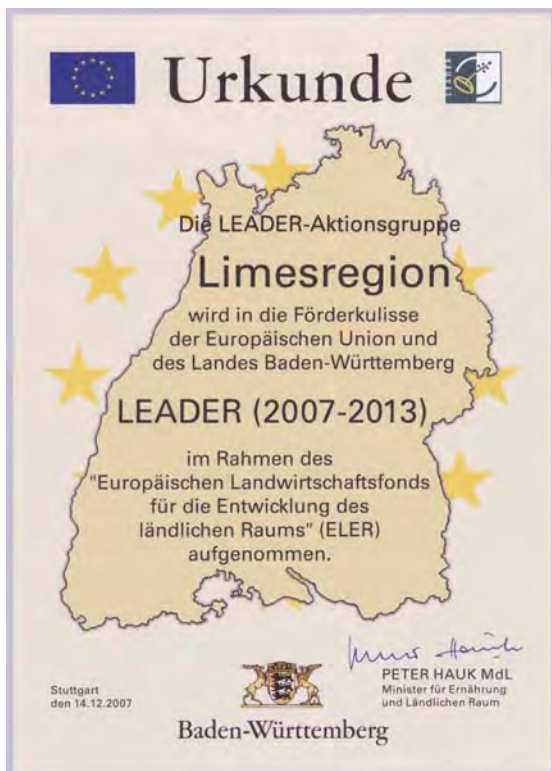 Urkunde
LEADER
Die LEADER-Aktionsgruppe
Limesregion
wird in die Förderkulisse
der Europäischen Union und
des Landes Baden-Württemberg
LEADER (2007-2013)
im Rahmen des
"Europäischen Landwirtschaftsfonds
für die Entwicklung des
ländlichen Raums" (ELER)
aufgenommen.
PETER HAUK MdL
Minister für Ernährung
und Ländlichen Raum
Stuttgart
den 14.12.2007
Baden-Württemberg